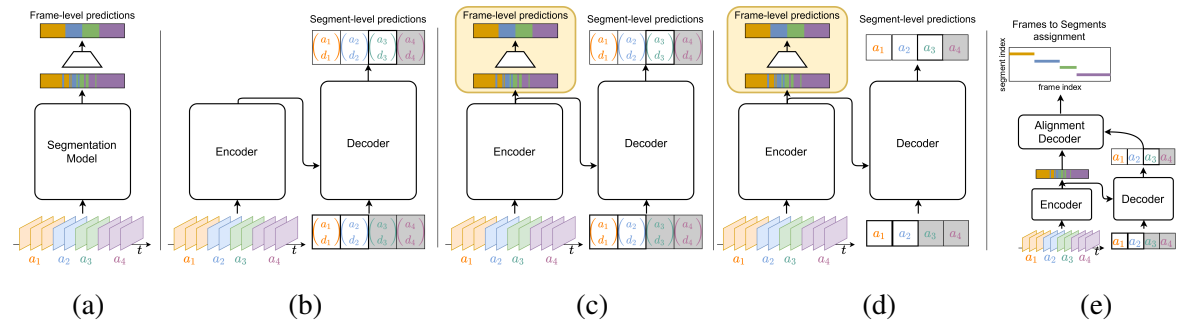 Frame-level predictions
Segmentation
Model
t
a1 a2 a3 a4
(a)
Segment-level predictions
a1 a2 a3 a4
d1 d2 d3 d4
Encoder
Decoder
t
a1 a2 a3 a4
a1 a2 a3 a4
d1 d2 d3 d4
(b)
Frame-level predictions
Segment-level predictions
a1 a2 a3 a4
d1 d2 d3 d4
Encoder
Decoder
t
a1 a2 a3 a4
a1 a2 a3 a4
d1 d2 d3 d4
(c)
Frame-level predictions
Segment-level predictions
a1 a2 a3 a4
Encoder
Decoder
a1 a2 a3 a4
t
a1 a2 a3 a4
(d)
Frames to Segments
assignment
segment index
frame index
Alignment
Decoder
a1 a2 a3 a4
Encoder
Decoder
a1 a2 a3 a4
t
a1 a2 a3 a4
(e)